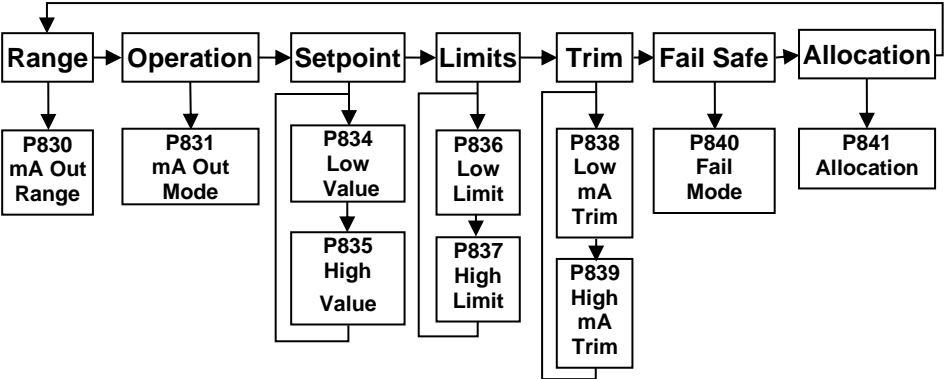 Range
Operation
Setpoint
Limits
Trim
Fail Safe
Allocation
P830
mA Out
Range
P831
mA Out
Mode
P834
Low
Value
P835
High
Value
P836
Low
Limit
P837
High
Limit
P838
Low
mA
Trim
P839
High
mA
Trim
P840
Fail
Mode
P841
Allocation